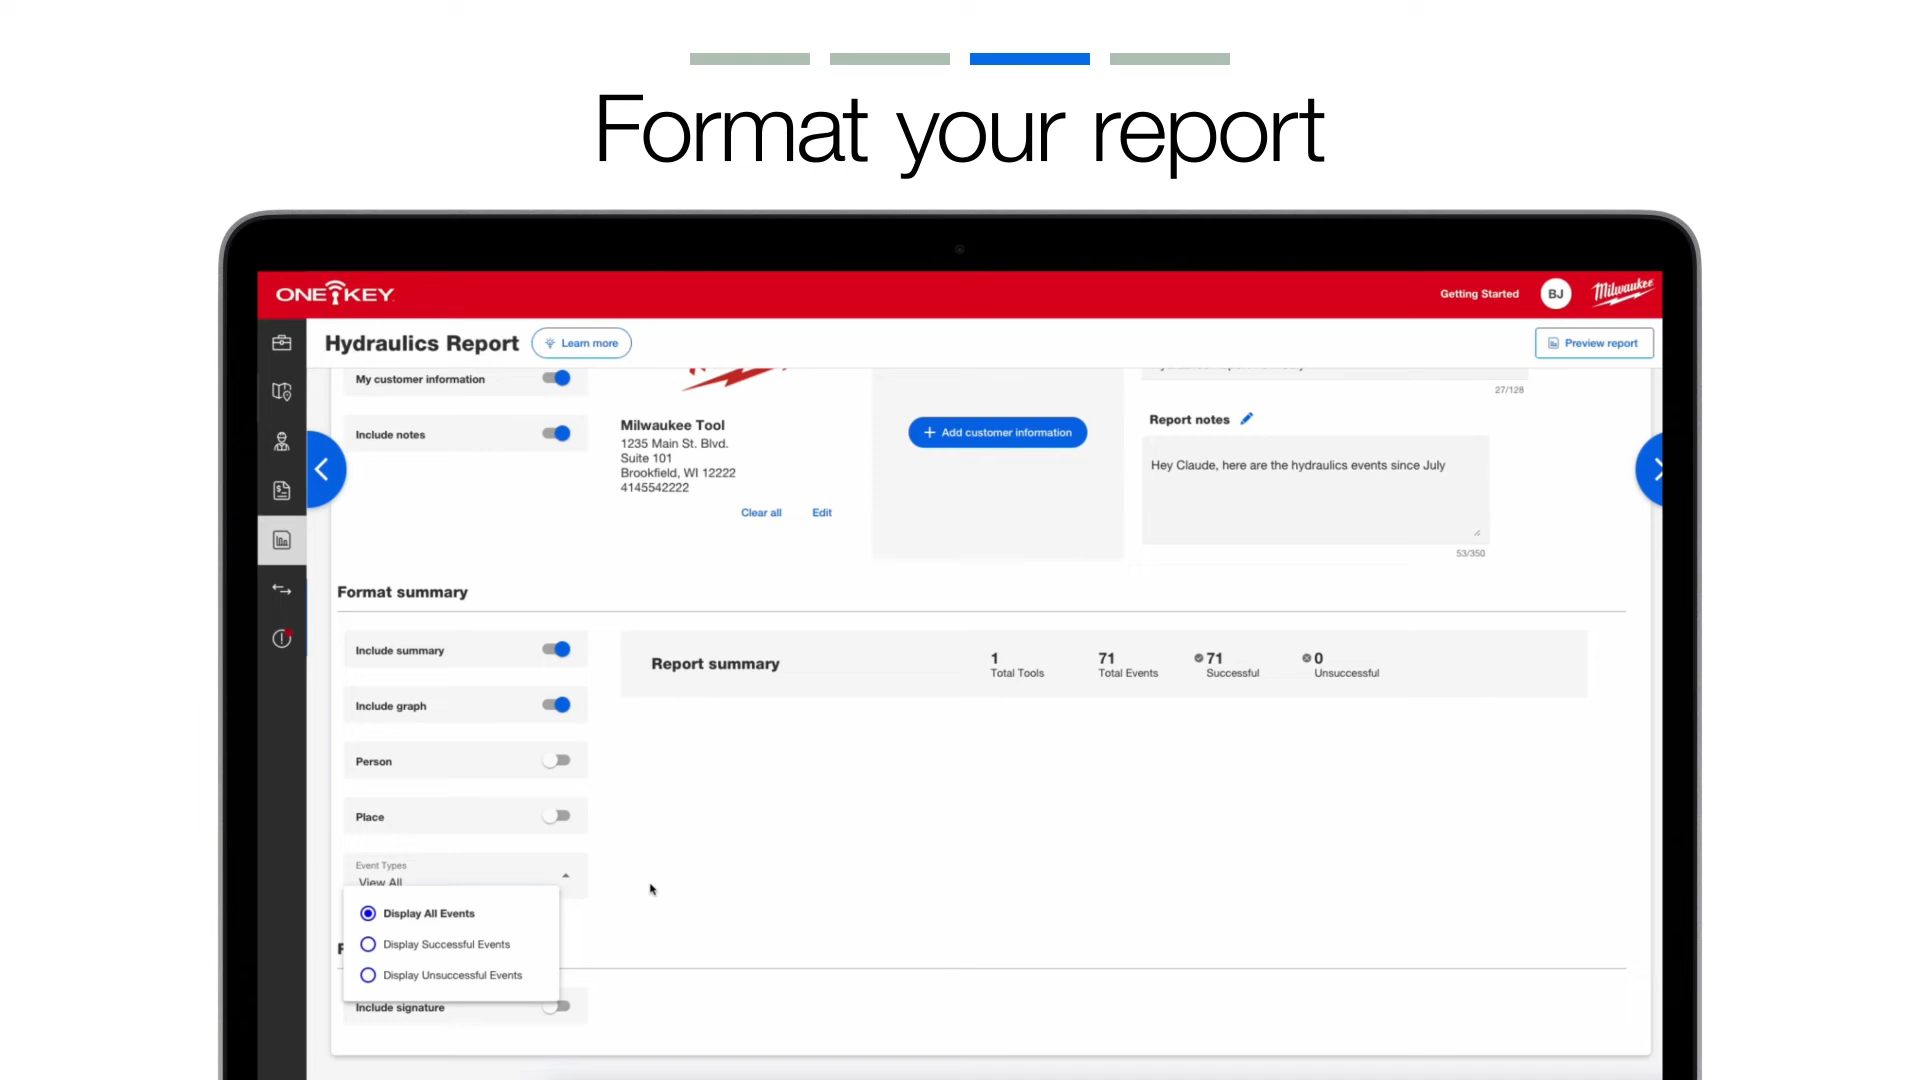 Format your report
ONE KEY
Getting Started
BJ
Milwaukee
Hydraulics Report
Learn more
Preview report
My customer information
27/128
Include notes
Milwaukee Tool
1235 Main St. Blvd.
Suite 101
Brookfield, WI 12222
4145542222
Clear all
Edit
+ Add customer information
Report notes
Hey Claude, here are the hydraulics events since July
53/350
Format summary
Include summary
Report summary
1
Total Tools
71
Total Events
71
Successful
0
Unsuccessful
Include graph
Person
Place
Event Types
View All
Display All Events
Display Successful Events
Display Unsuccessful Events
Include signature